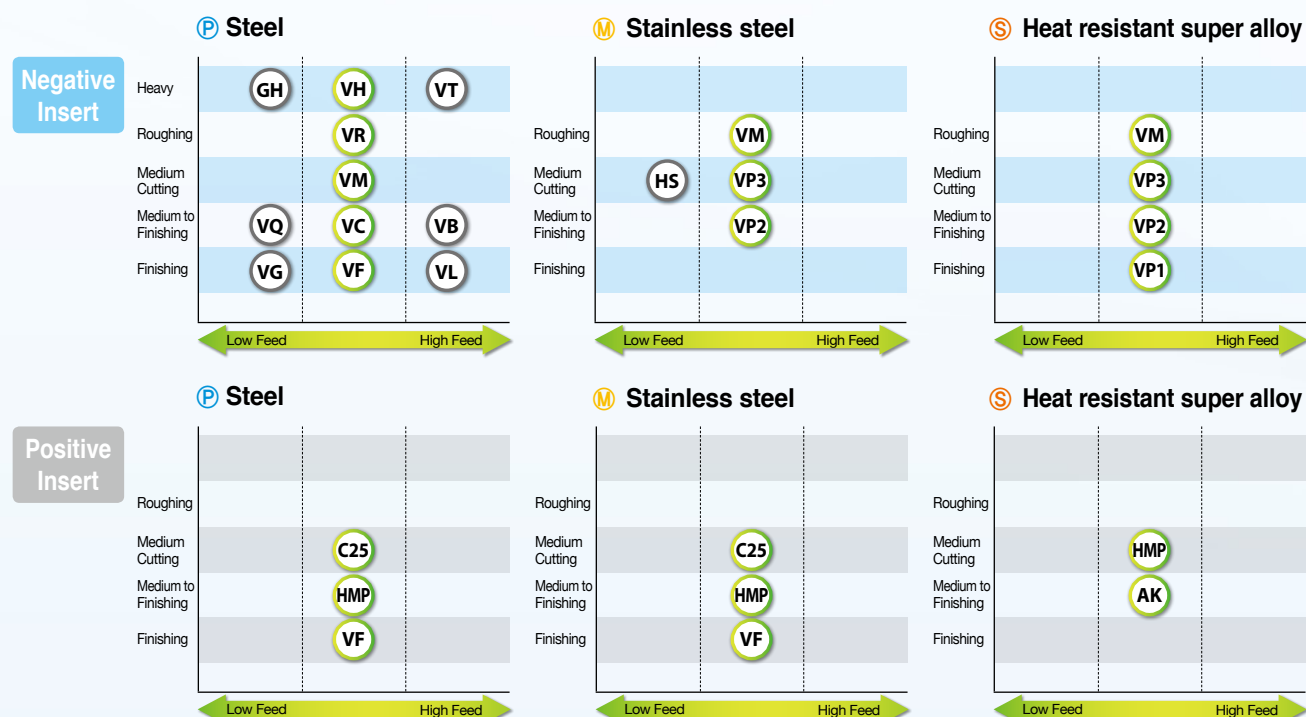 Negative
Insert
Ⓟ Steel
Heavy
GH VH VT
Roughing
VR
Medium
Cutting
VM
Medium to
Finishing
VQ VC VB
Finishing
VG VF VL
Low Feed High Feed
Ⓜ Stainless steel
Roughing
VM
Medium
Cutting
HS VP3
Medium to
Finishing
VP2
Finishing
Low Feed High Feed
Ⓢ Heat resistant super alloy
Roughing
VM
Medium
Cutting
VP3
Medium to
Finishing
VP2
Finishing
VP1
Low Feed High Feed
Positive
Insert
Ⓟ Steel
Roughing
Medium
Cutting
C25
Medium to
Finishing
HMP
Finishing
VF
Low Feed High Feed
Ⓜ Stainless steel
Roughing
Medium
Cutting
C25
Medium to
Finishing
HMP
Finishing
VF
Low Feed High Feed
Ⓢ Heat resistant super alloy
Roughing
Medium
Cutting
HMP
Medium to
Finishing
AK
Finishing
Low Feed High Feed